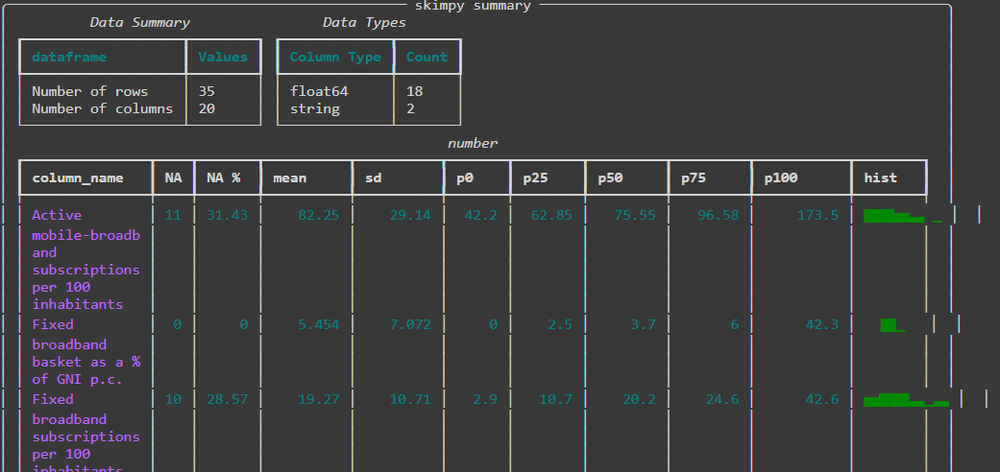 skimpy summary
Data Summary Data Types
dataframe Values Column Type Count
Number of rows 35 float64 18
Number of columns 20 string 2
number
column_name NA NA % mean sd p0 p25 p50 p75 p100 hist
Active 11 31.43 82.25 29.14 42.2 62.85 75.55 96.58 173.5
mobile-broadb
and
subscriptions
per 100
inhabitants
Fixed 0 0 5.454 7.072 0 2.5 3.7 6 42.3
broadband
basket as a %
of GNI p.c.
Fixed 10 28.57 19.27 10.71 2.9 10.7 20.2 24.6 42.6
broadband
subscriptions
per 100
inhabitants